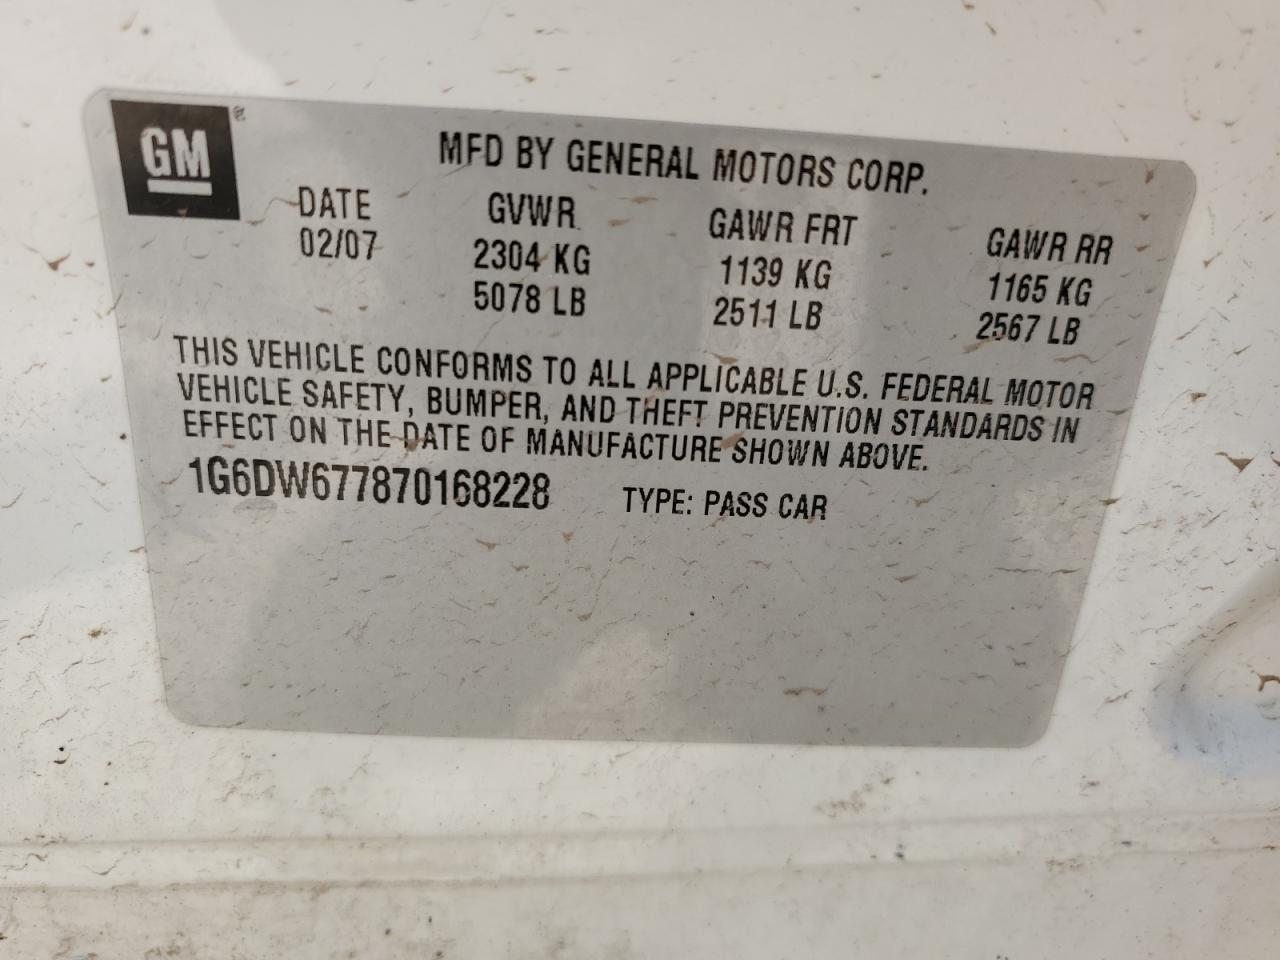 GM®
MFD BY GENERAL MOTORS CORP.
DATE GVWR GAWR FRT GAWR RR
02/07 2304 KG 1139 KG 1165 KG
5078 LB 2511 LB 2567 LB
THIS VEHICLE CONFORMS TO ALL APPLICABLE U.S. FEDERAL MOTOR
VEHICLE SAFETY, BUMPER, AND THEFT PREVENTION STANDARDS IN
EFFECT ON THE DATE OF MANUFACTURE SHOWN ABOVE.
1G6DW677870168228 TYPE: PASS CAR